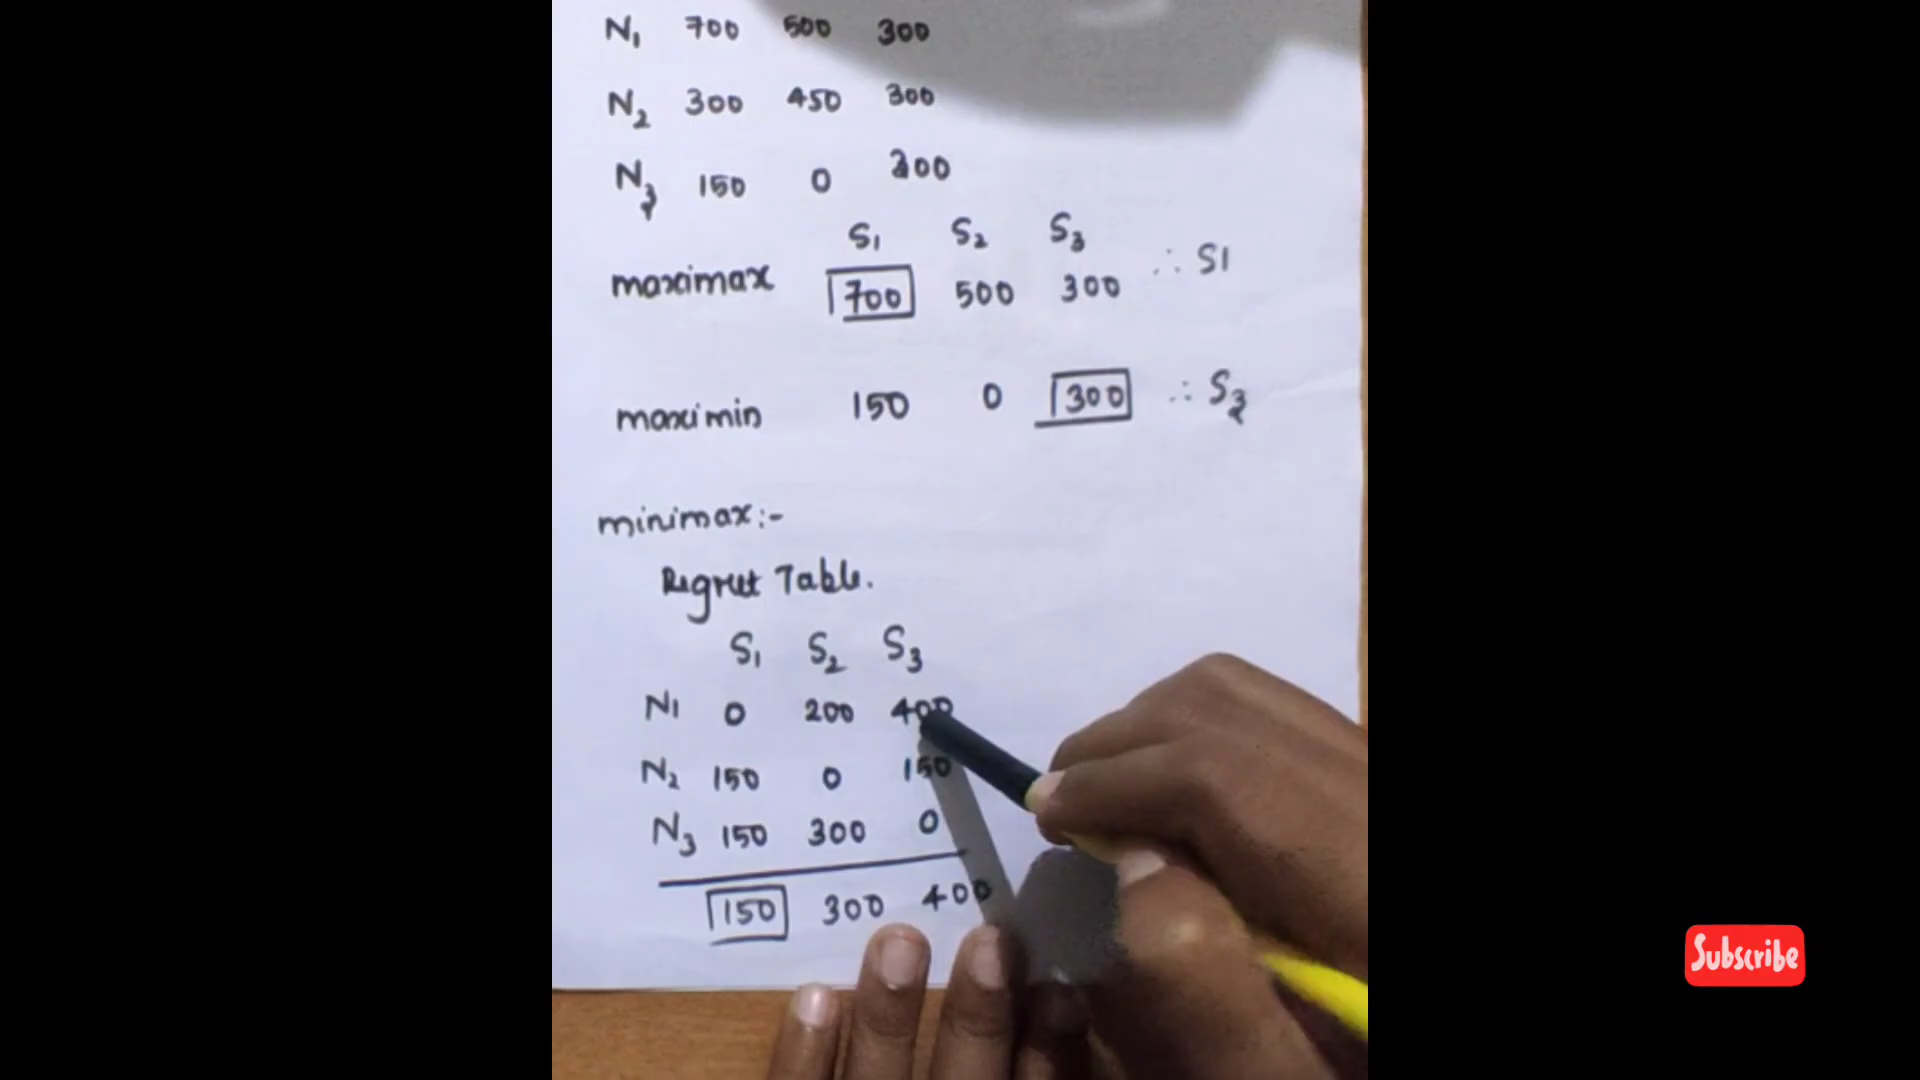 N1 700 500 300
N2 300 450 300
N3 150 0 300
S1 S2 S3
maximax 700 500 300 ∴ S1
maximin 150 0 300 ∴ S3
minimax:-
Regret Table.
S1 S2 S3
N1 0 200 400
N2 150 0 150
N3 150 300 0
150 300 400
Subscribe